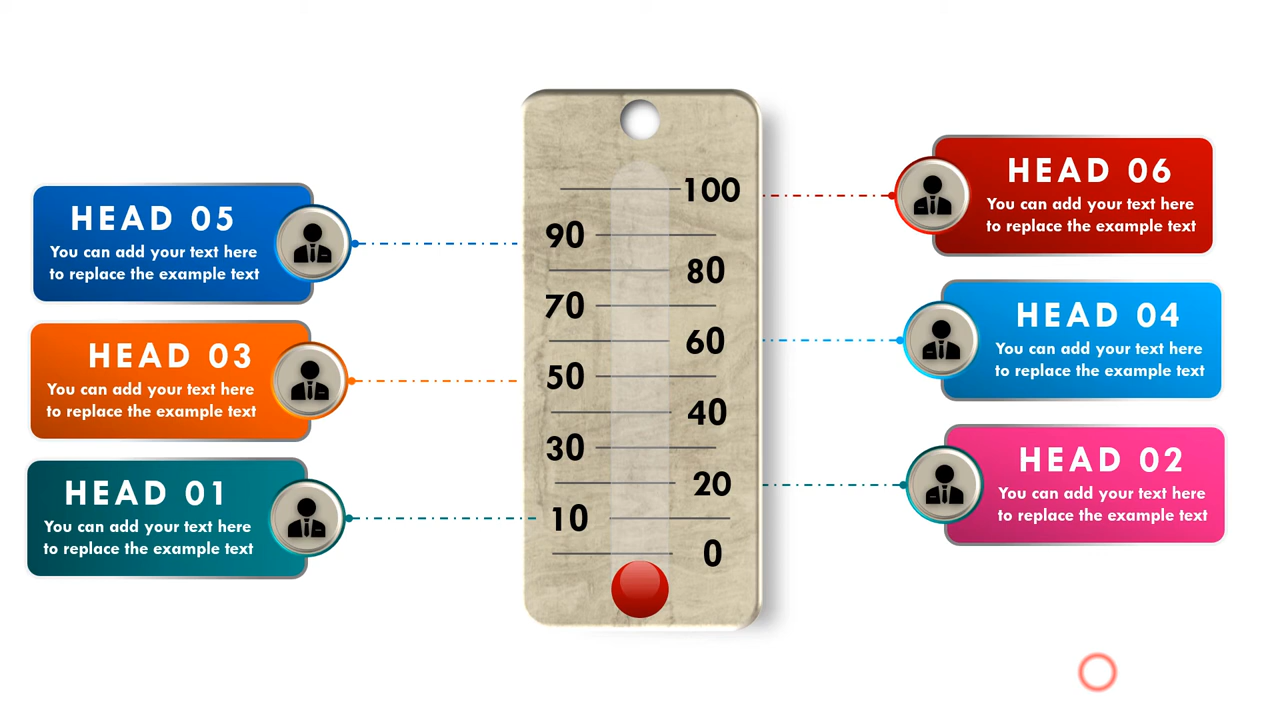 HEAD 05
You can add your text here
to replace the example text
HEAD 03
You can add your text here
to replace the example text
HEAD 01
You can add your text here
to replace the example text
100
90
80
70
60
50
40
30
20
10
0
HEAD 06
You can add your text here
to replace the example text
HEAD 04
You can add your text here
to replace the example text
HEAD 02
You can add your text here
to replace the example text